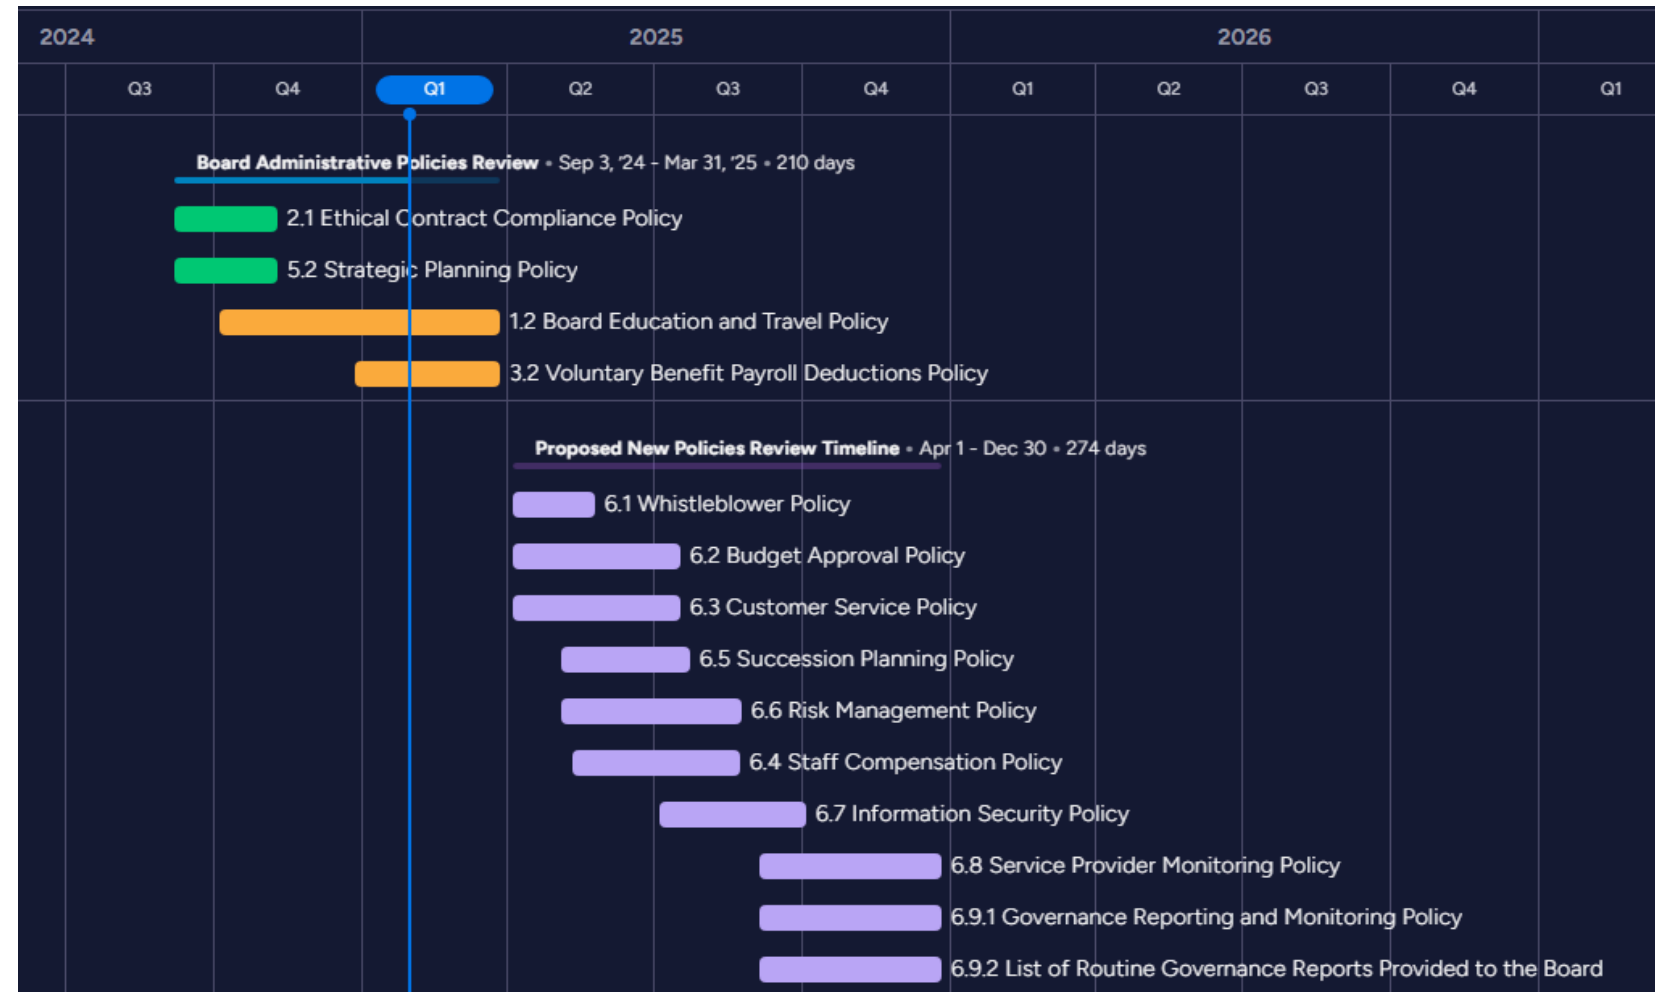 2024 2025 2026
Q3 Q4 Q1 Q2 Q3 Q4 Q1 Q2 Q3 Q4 Q1
Board Administrative Policies Review • Sep 3, '24 - Mar 31, '25 • 210 days
2.1 Ethical Contract Compliance Policy
5.2 Strategic Planning Policy
1.2 Board Education and Travel Policy
3.2 Voluntary Benefit Payroll Deductions Policy
Proposed New Policies Review Timeline • Apr 1 - Dec 30 • 274 days
6.1 Whistleblower Policy
6.2 Budget Approval Policy
6.3 Customer Service Policy
6.5 Succession Planning Policy
6.6 Risk Management Policy
6.4 Staff Compensation Policy
6.7 Information Security Policy
6.8 Service Provider Monitoring Policy
6.9.1 Governance Reporting and Monitoring Policy
6.9.2 List of Routine Governance Reports Provided to the Board